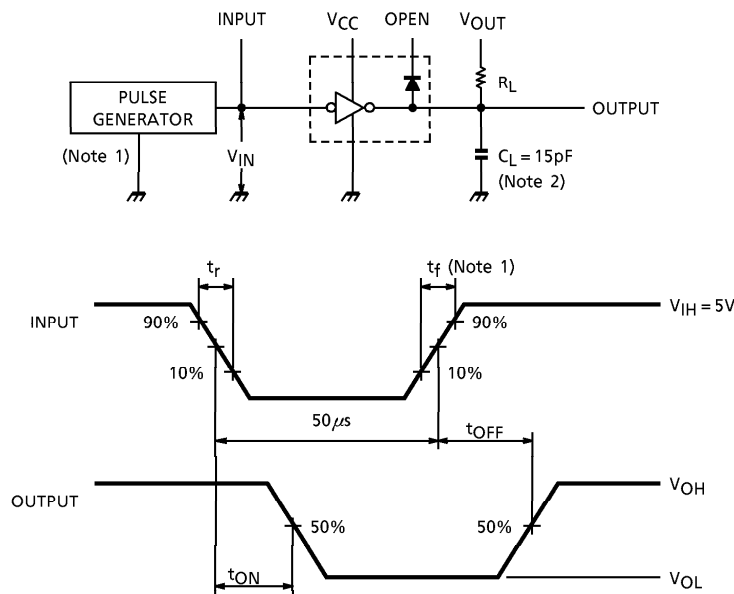 INPUT
VCC
OPEN
VOUT
PULSE
GENERATOR
RL
OUTPUT
(Note 1)
VIN
CL = 15pF
(Note 2)
tr
tf (Note 1)
INPUT
90%
90%
VIH = 5V
10%
10%
50μs
tOFF
OUTPUT
VOH
50%
50%
tON
VOL